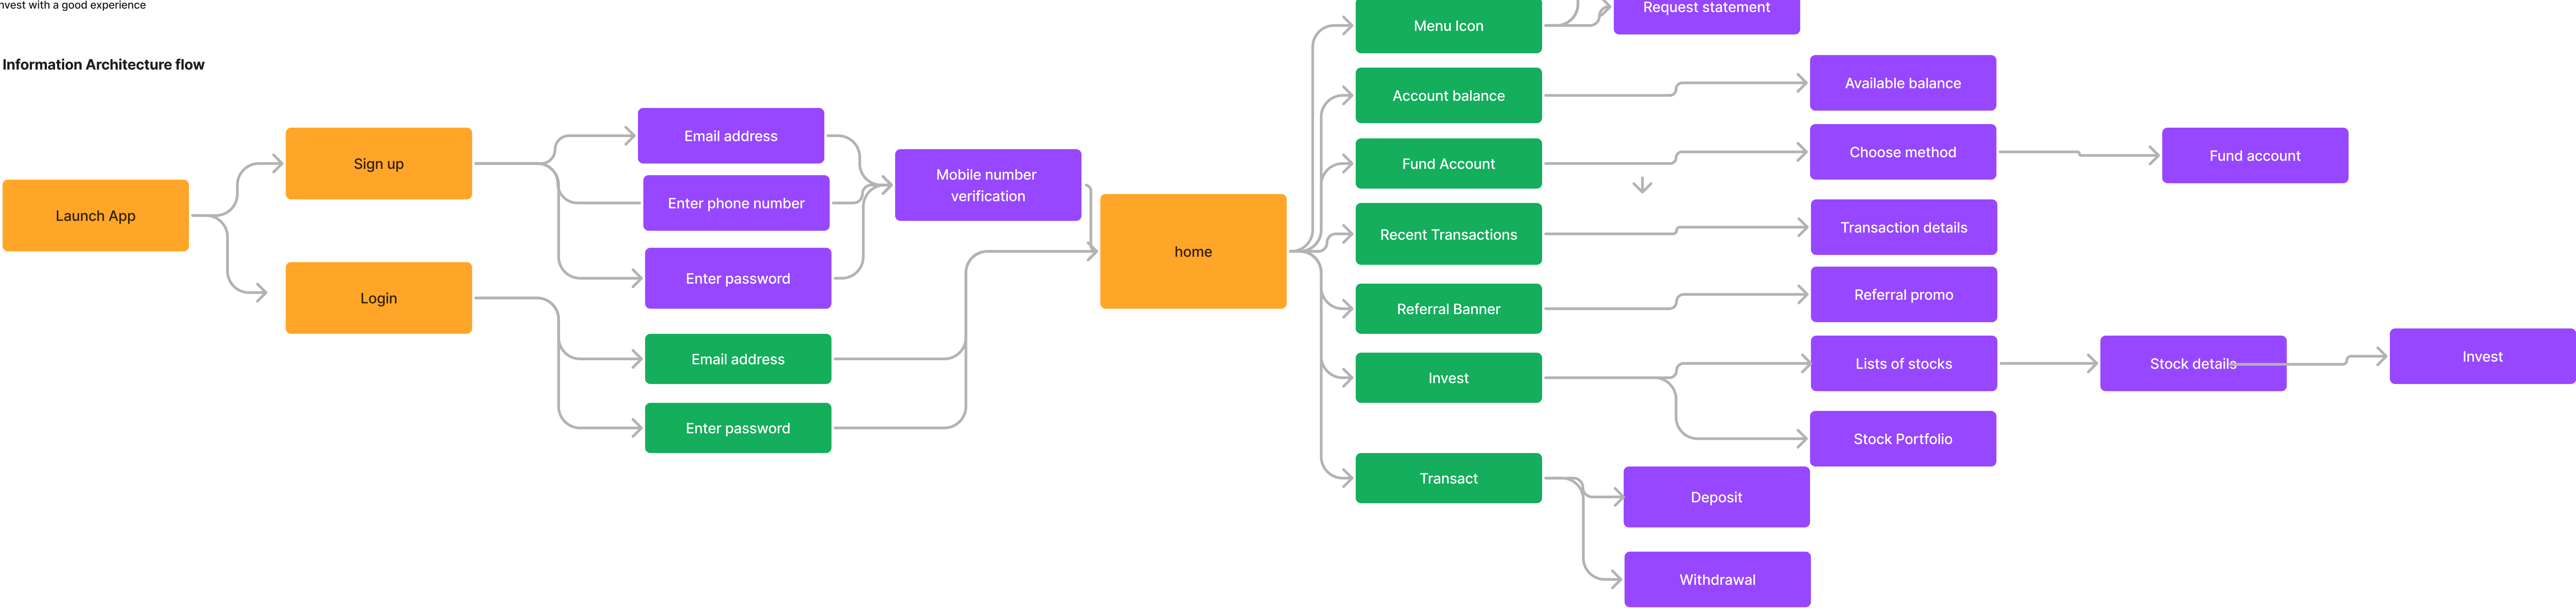 nvest with a good experience
Information Architecture flow
Launch App
Sign up
Login
Email address
Enter phone number
Enter password
Email address
Enter password
Mobile number
verification
home
Menu Icon
Account balance
Fund Account
Recent Transactions
Referral Banner
Invest
Transact
Request statement
Available balance
Choose method
Fund account
Transaction details
Referral promo
Lists of stocks
Stock details
Invest
Stock Portfolio
Deposit
Withdrawal